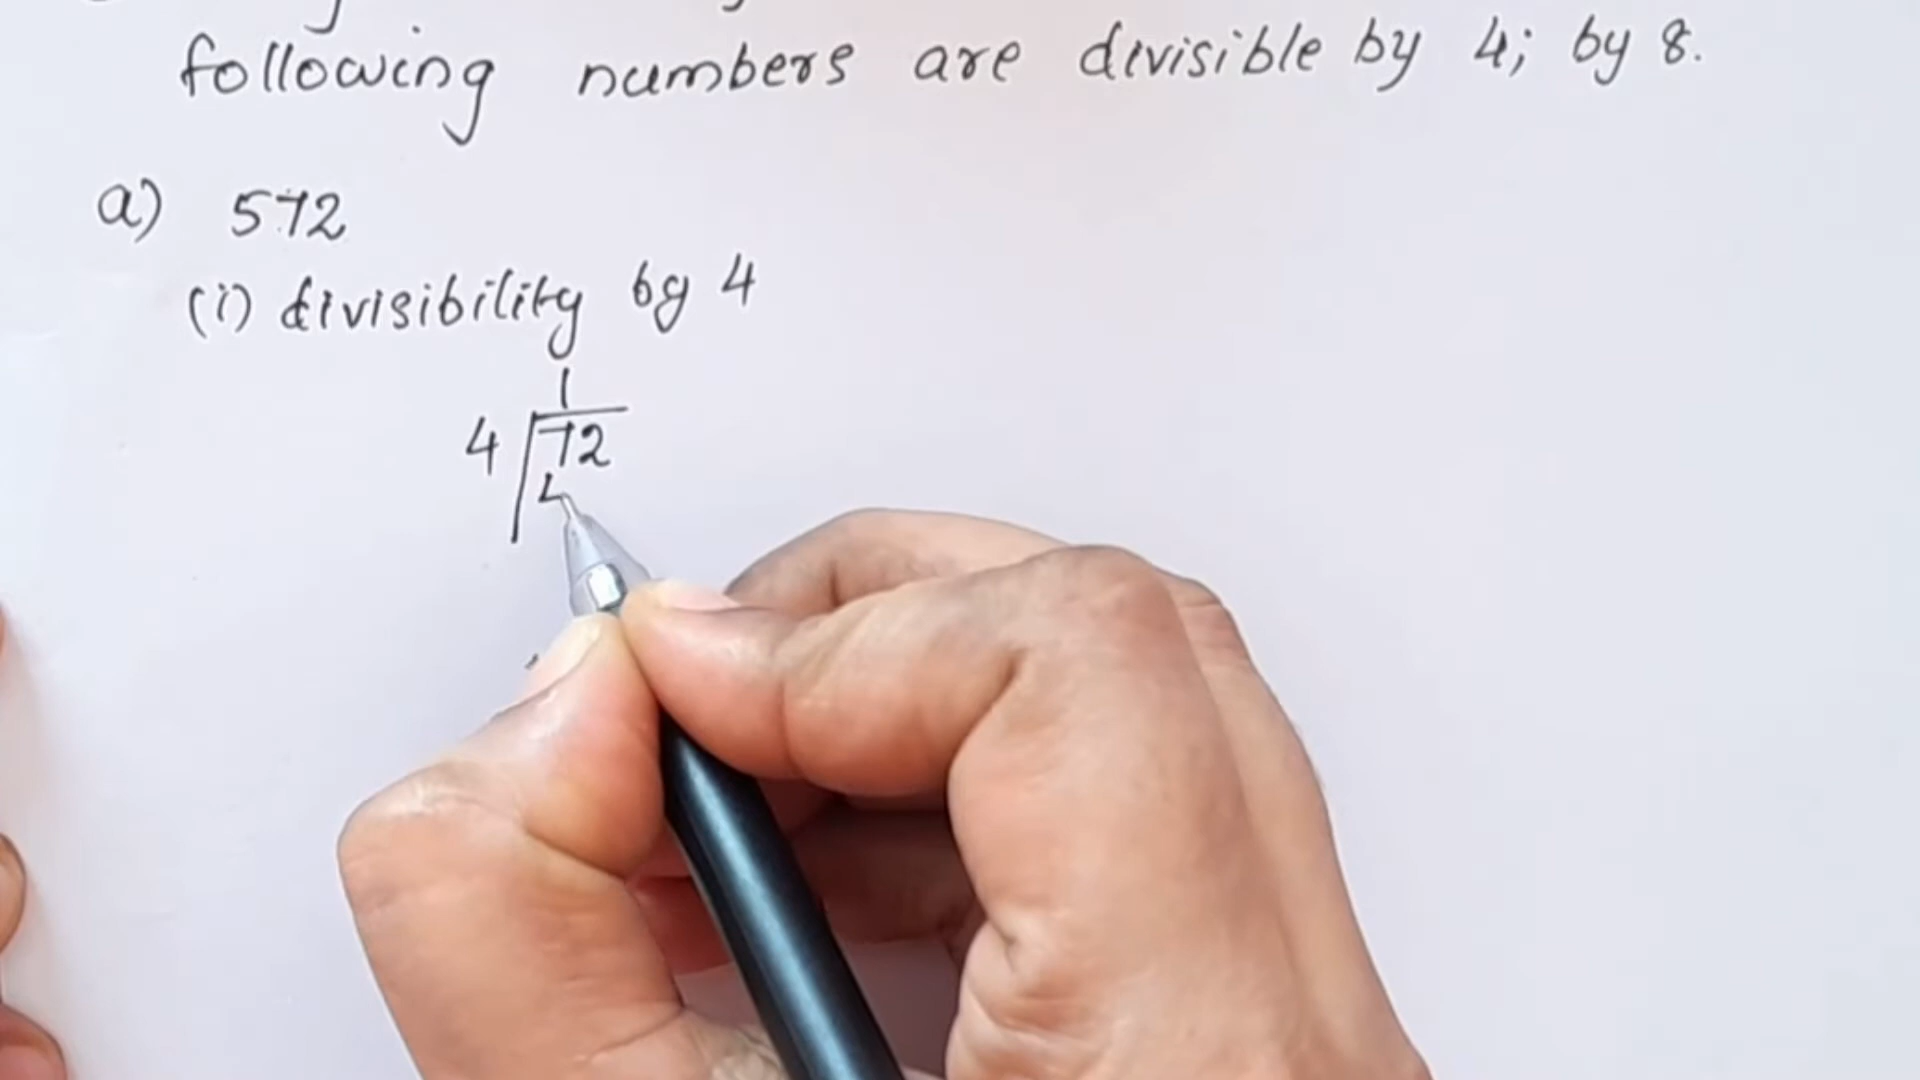 following numbers are divisible by 4; by 8.
a) 572
(i) divisibility by 4
1
4 72
4